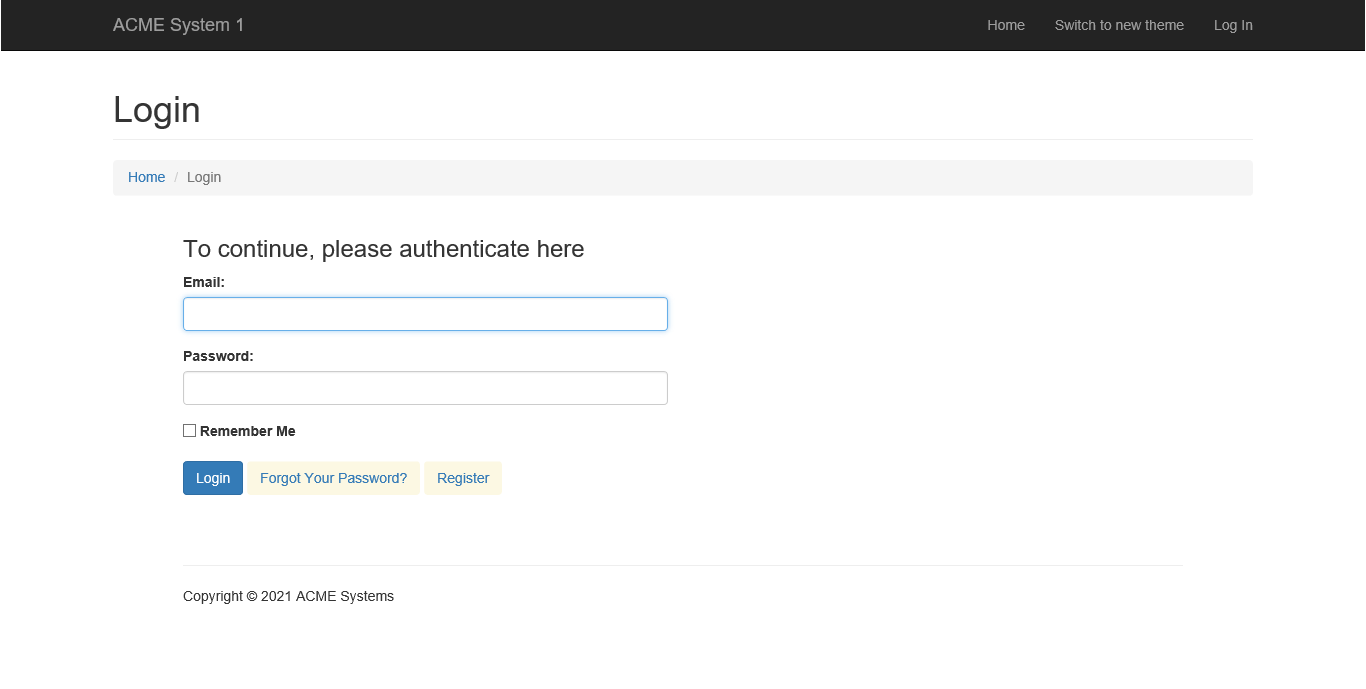 ACME System 1 Home Switch to new theme Log In
Login
Home / Login
To continue, please authenticate here
Email:
Password:
Remember Me
Login Forgot Your Password? Register
Copyright © 2021 ACME Systems